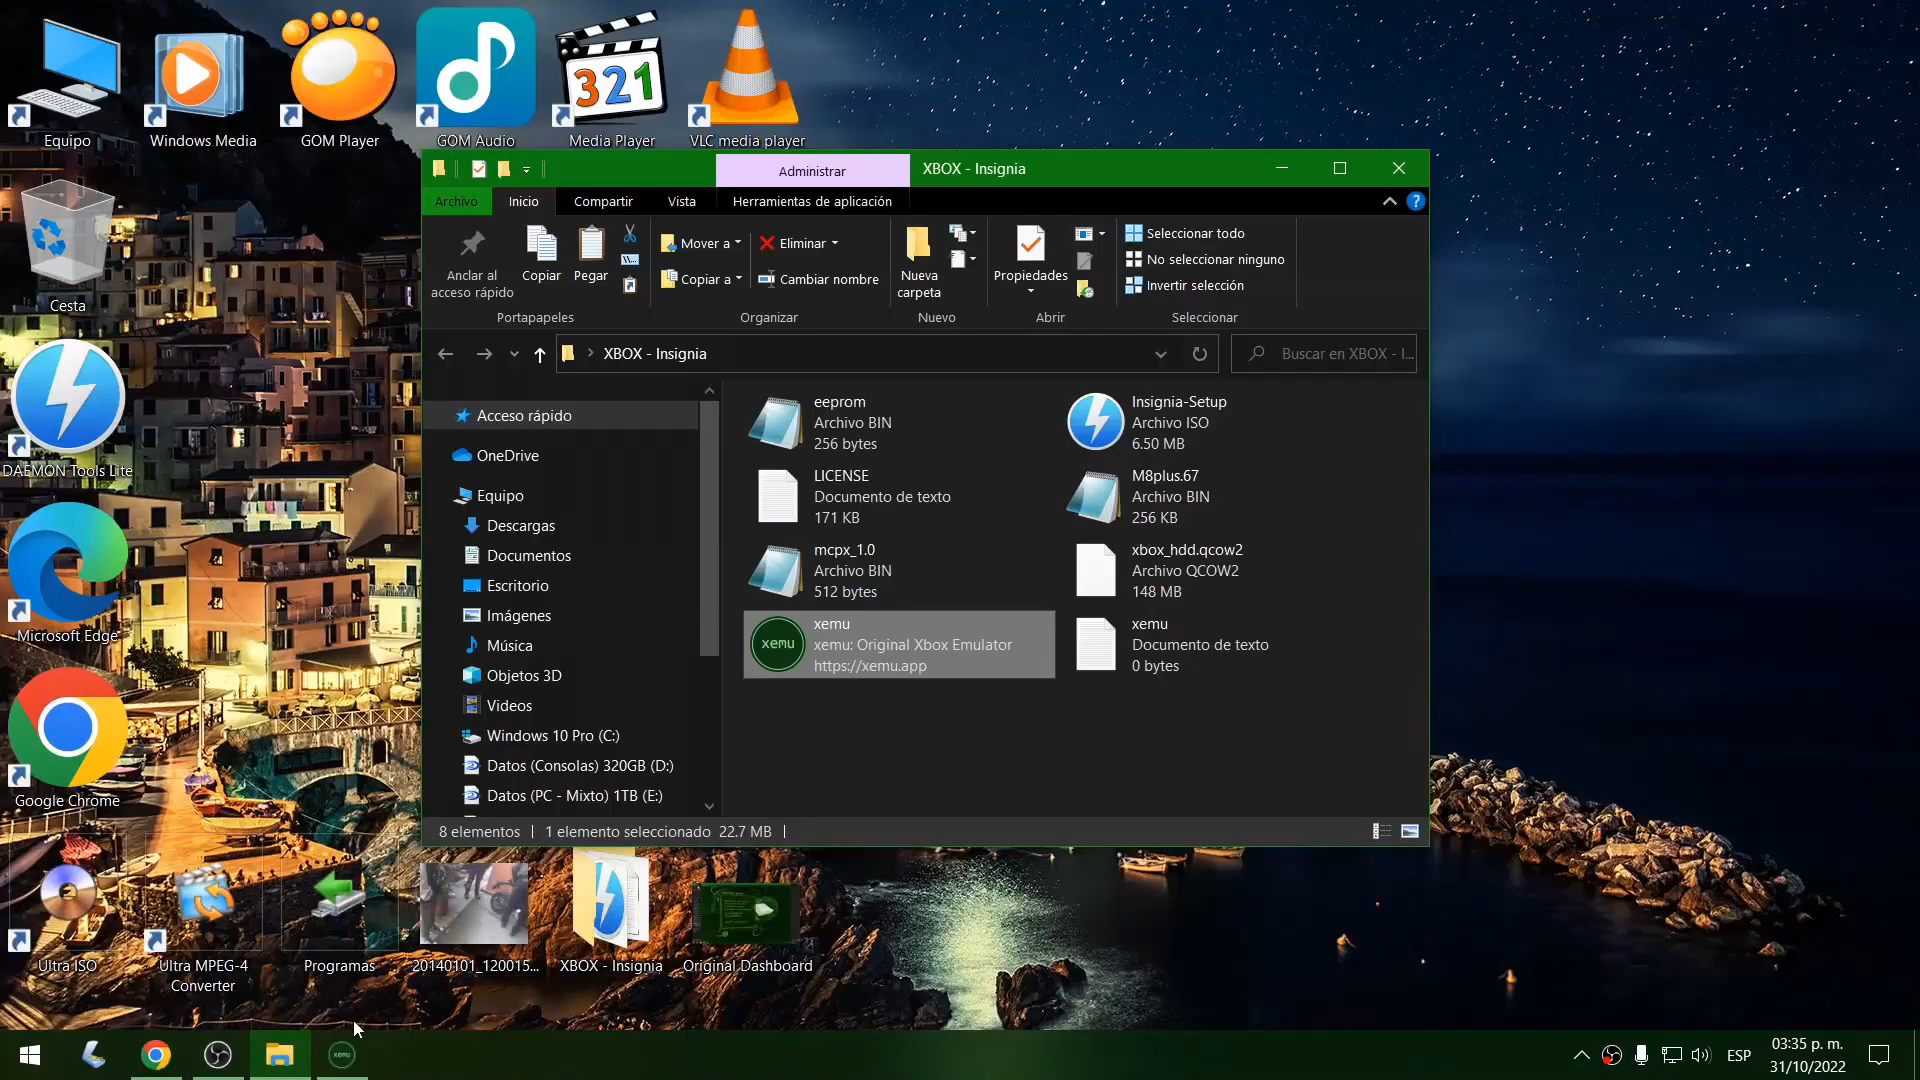 Equipo
Windows Media
GOM Player
GOM Audio
321
Media Player
VLC media player
Cesta
DAEMON Tools Lite
Microsoft Edge
Google Chrome
Ultra ISO
Ultra MPEG-4
Converter
Programas
20140101_120015...
XBOX - Insignia
Original Dashboard
Administrar
XBOX - Insignia
Archivo
Inicio
Compartir
Vista
Herramientas de aplicación
?
Anclar al
acceso rápido
Copiar
Pegar
Portapapeles
Mover a
Copiar a
Eliminar
Cambiar nombre
Organizar
Nueva
carpeta
Nuevo
Propiedades
Abrir
Seleccionar todo
No seleccionar ninguno
Invertir selección
Seleccionar
XBOX - Insignia
Buscar en XBOX - I...
Acceso rápido
OneDrive
Equipo
Descargas
Documentos
Escritorio
Imágenes
Música
Objetos 3D
Videos
Windows 10 Pro (C:)
Datos (Consolas) 320GB (D:)
Datos (PC - Mixto) 1TB (E:)
eeprom
Archivo BIN
256 bytes
Insignia-Setup
Archivo ISO
6.50 MB
LICENSE
Documento de texto
171 KB
M8plus.67
Archivo BIN
256 KB
mcpx_1.0
Archivo BIN
512 bytes
xbox_hdd.qcow2
Archivo QCOW2
148 MB
xemu
xemu
xemu: Original Xbox Emulator
https://xemu.app
xemu
Documento de texto
0 bytes
8 elementos
1 elemento seleccionado 22.7 MB
xemu
ESP
03:35 p. m.
31/10/2022